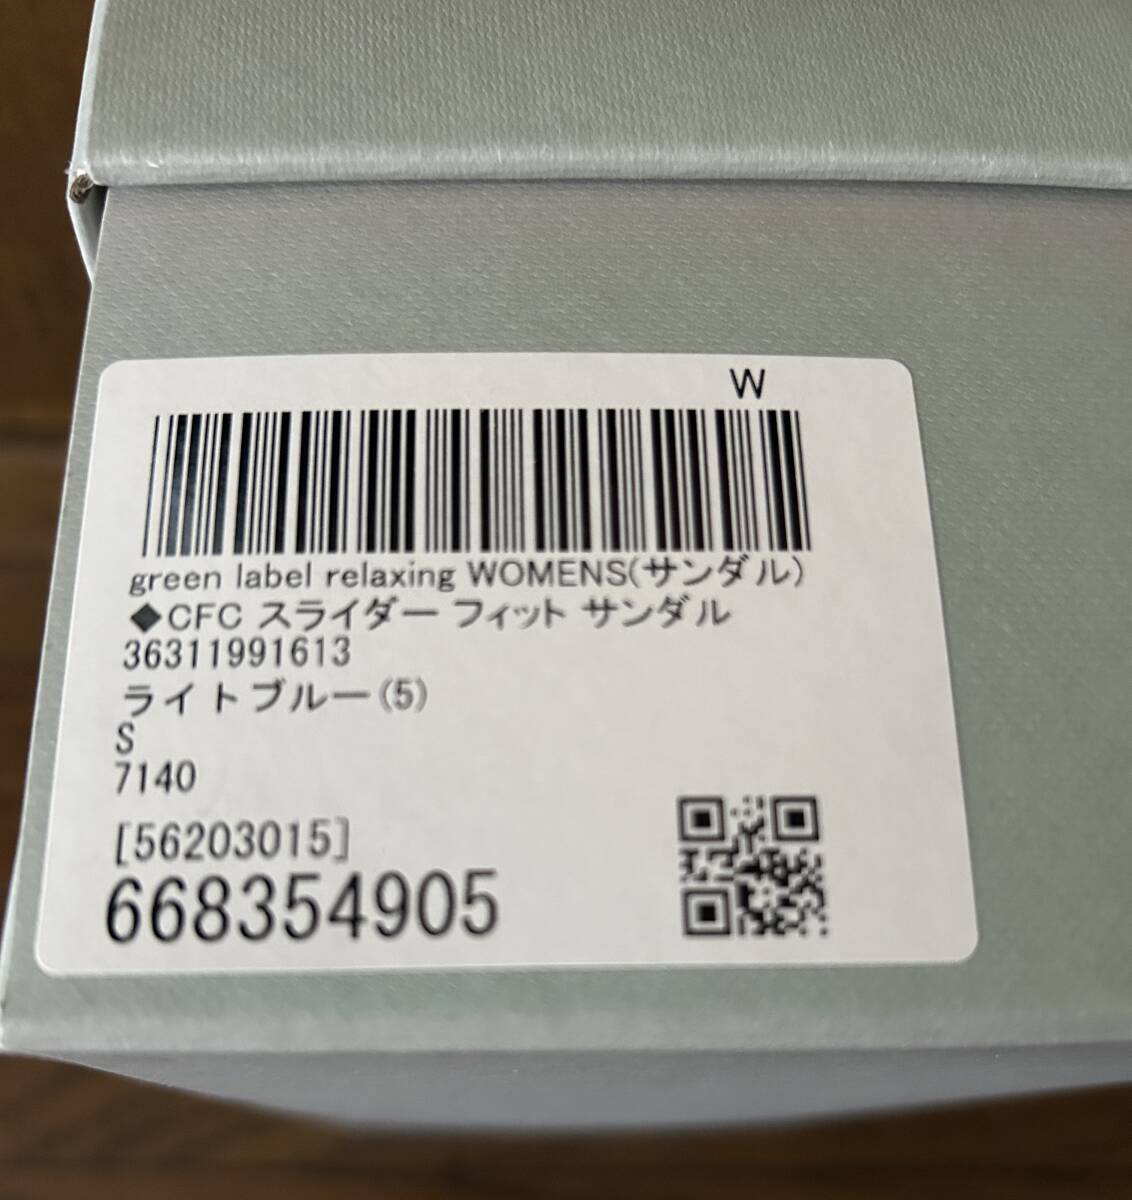 W
green label relaxing WOMENS(サンダル)
◆CFC スライダー フィット サンダル
36311991613
ライトブルー(5)
S
7140
[56203015]
668354905